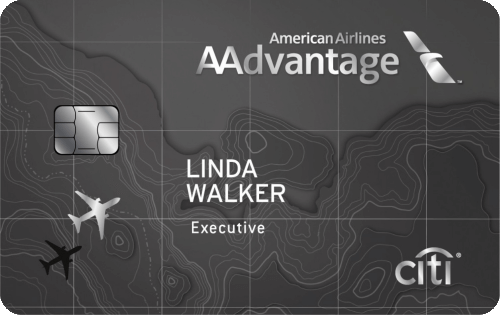 American Airlines
AAdvantage
LINDA
WALKER
Executive
citi®